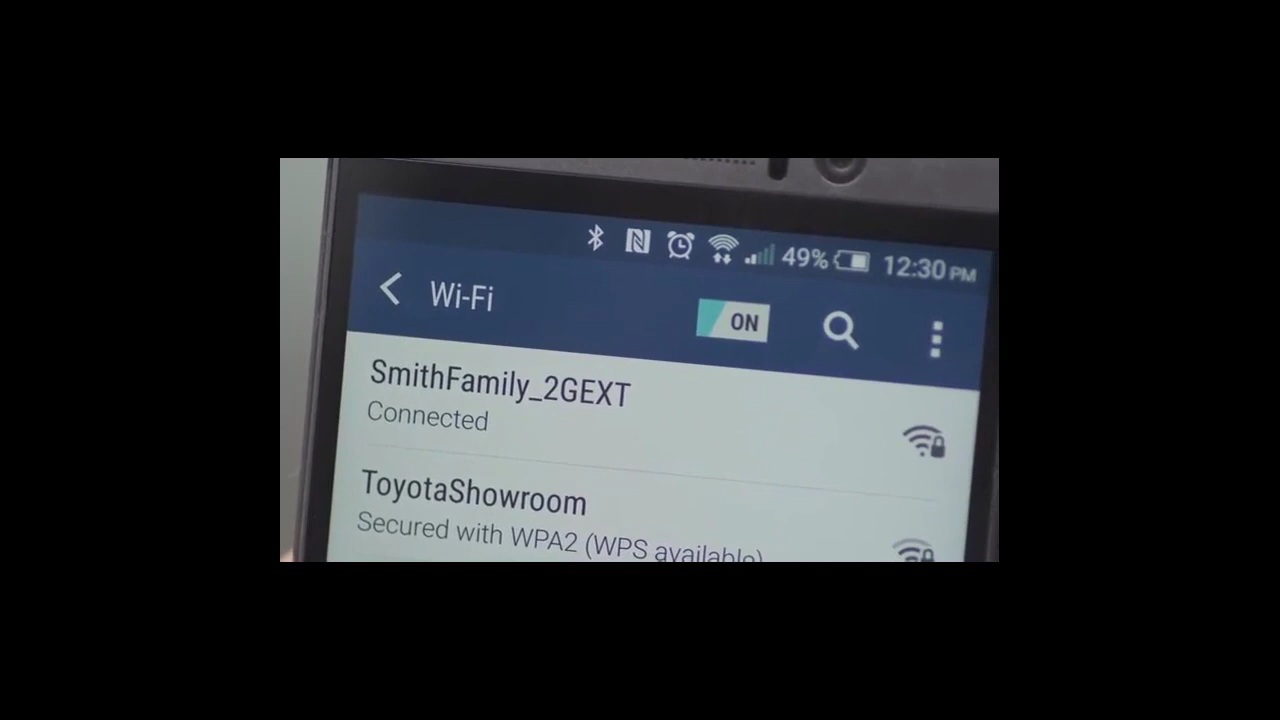 49% 12:30 PM
Wi-Fi ON
SmithFamily_2GEXT
Connected
ToyotaShowroom
Secured with WPA2 (WPS available)